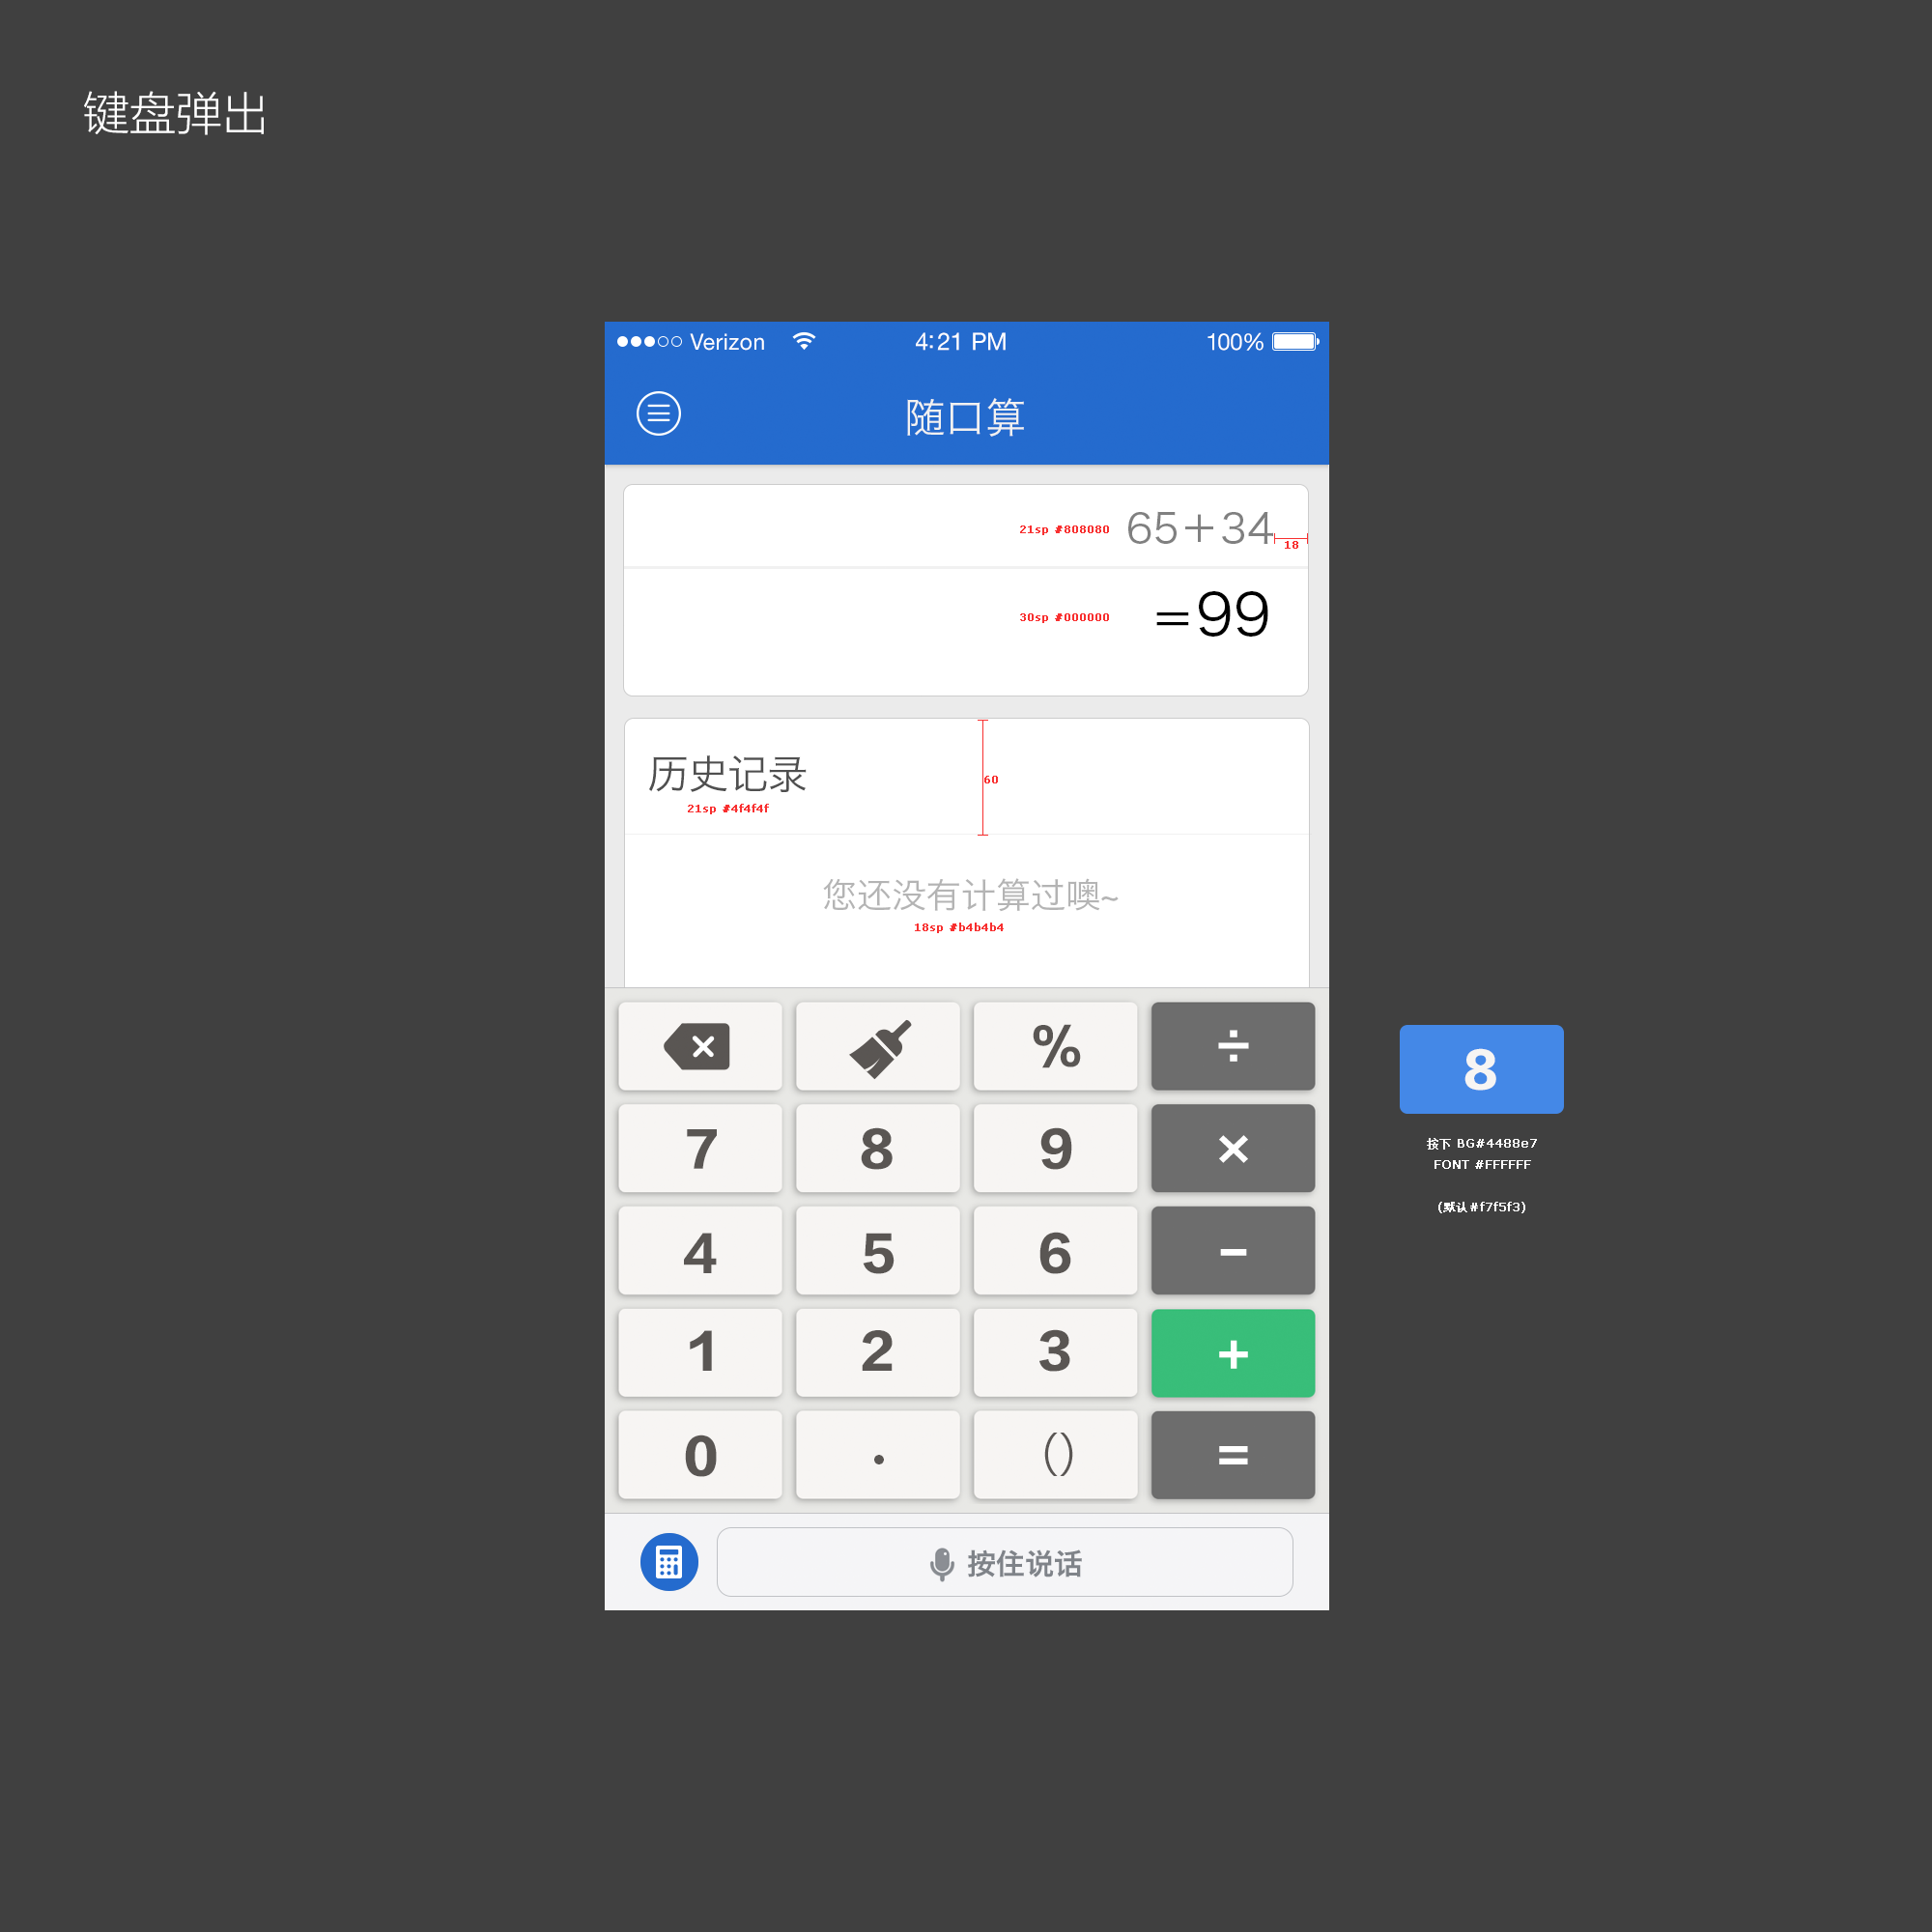 键盘弹出
Verizon 4:21 PM 100%
随口算
21sp #808080 65+34 18
30sp #000000 =99
历史记录
21sp #4f4f4f
60
您还没有计算过噢~
18sp #b4b4b4
% ÷
7 8 9 ×
4 5 6 −
1 2 3 +
0 . () =
按住说话
8
按下 BG#4488e7
FONT #FFFFFF
(默认#f7f5f3)